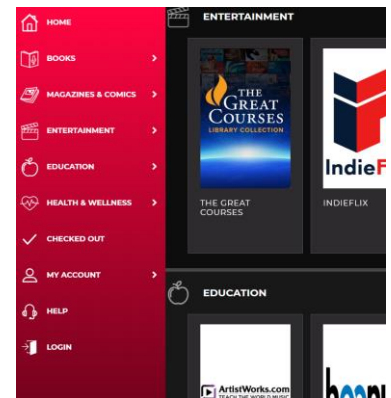 HOME
BOOKS
MAGAZINES & COMICS
ENTERTAINMENT
EDUCATION
HEALTH & WELLNESS
CHECKED OUT
MY ACCOUNT
HELP
LOGIN
ENTERTAINMENT
THE
GREAT
COURSES
LIBRARY COLLECTION
THE GREAT
COURSES
IndieF
INDIEFLIX
EDUCATION
ArtistWorks.com
TEACH THE WORLD MUSIC